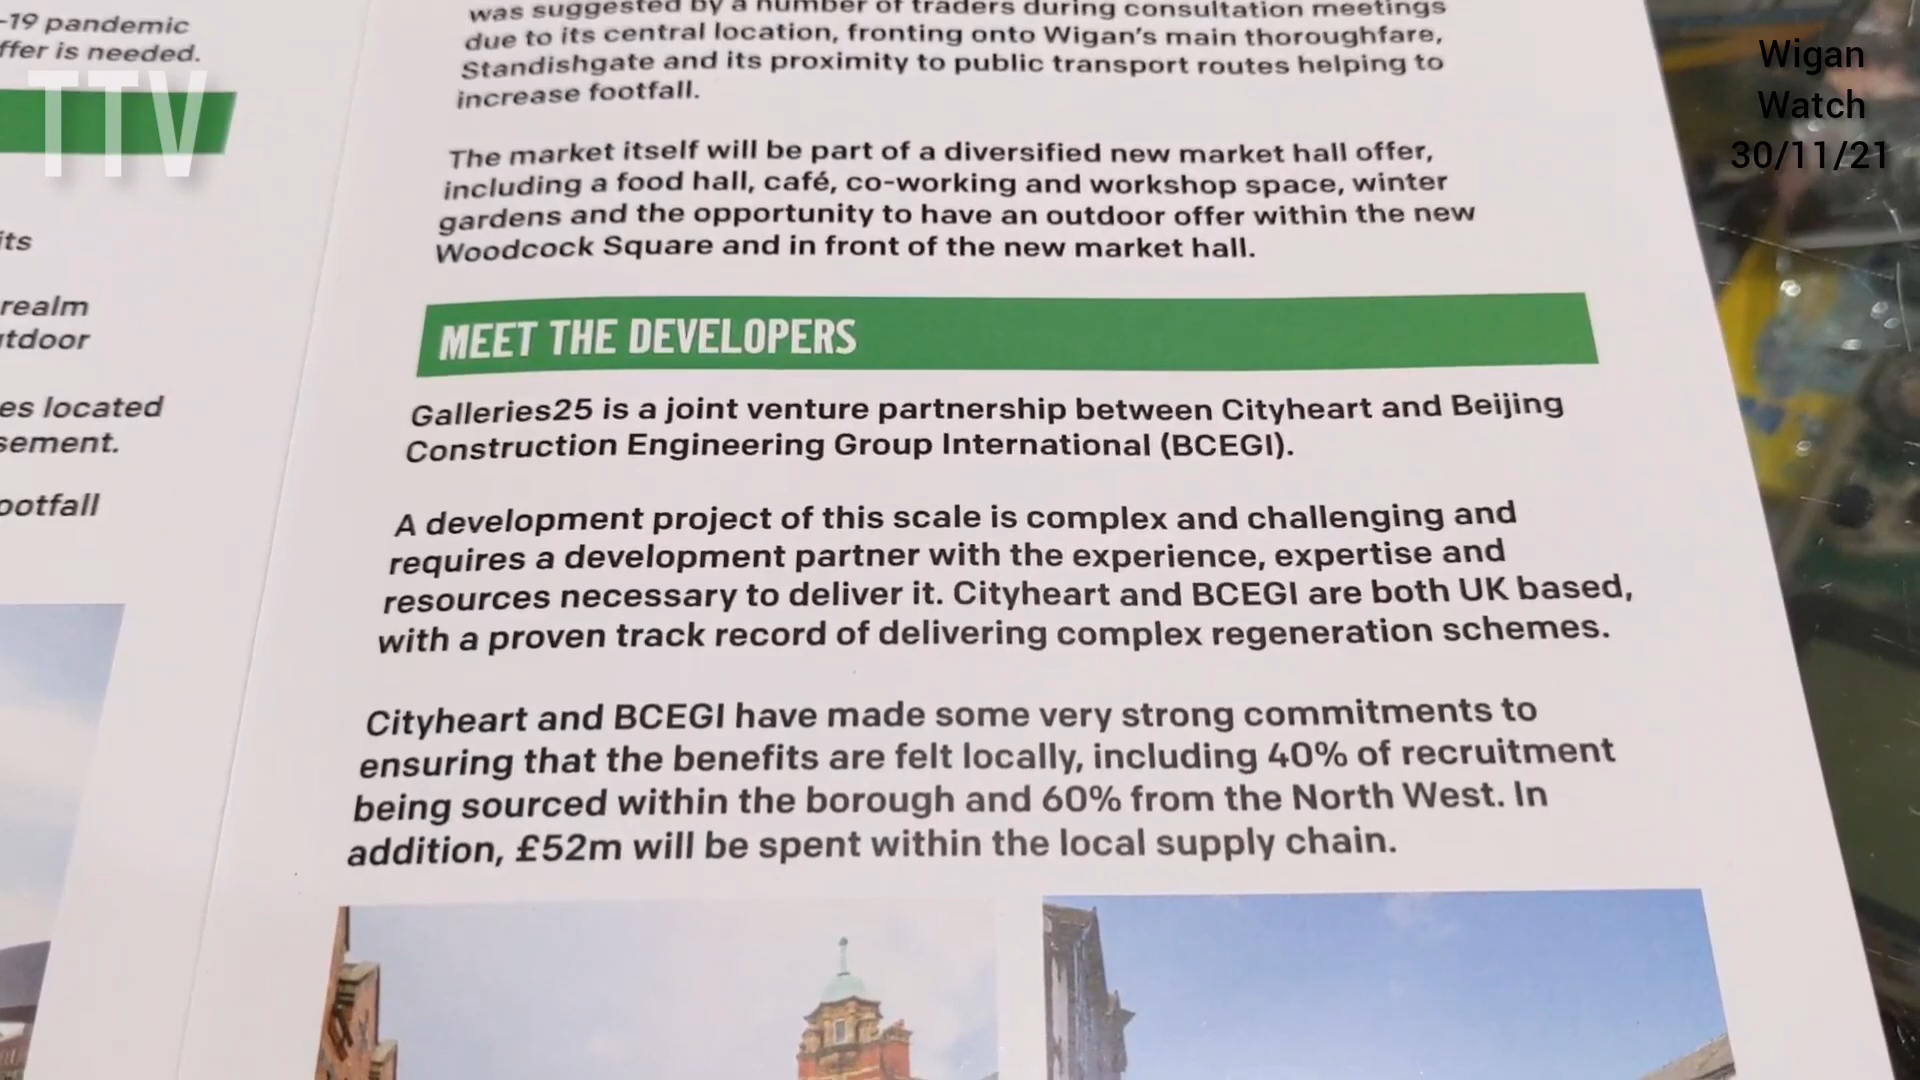 -19 pandemic
ffer is needed.
TTV
its
realm
utdoor
es located
sement.
ootfall
was suggested by a number of traders during consultation meetings
due to its central location, fronting onto Wigan's main thoroughfare,
Standishgate and its proximity to public transport routes helping to
increase footfall.
The market itself will be part of a diversified new market hall offer,
including a food hall, café, co-working and workshop space, winter
gardens and the opportunity to have an outdoor offer within the new
Woodcock Square and in front of the new market hall.
MEET THE DEVELOPERS
Galleries25 is a joint venture partnership between Cityheart and Beijing
Construction Engineering Group International (BCEGI).
A development project of this scale is complex and challenging and
requires a development partner with the experience, expertise and
resources necessary to deliver it. Cityheart and BCEGI are both UK based,
with a proven track record of delivering complex regeneration schemes.
Cityheart and BCEGI have made some very strong commitments to
ensuring that the benefits are felt locally, including 40% of recruitment
being sourced within the borough and 60% from the North West. In
addition, £52m will be spent within the local supply chain.
Wigan
Watch
30/11/21